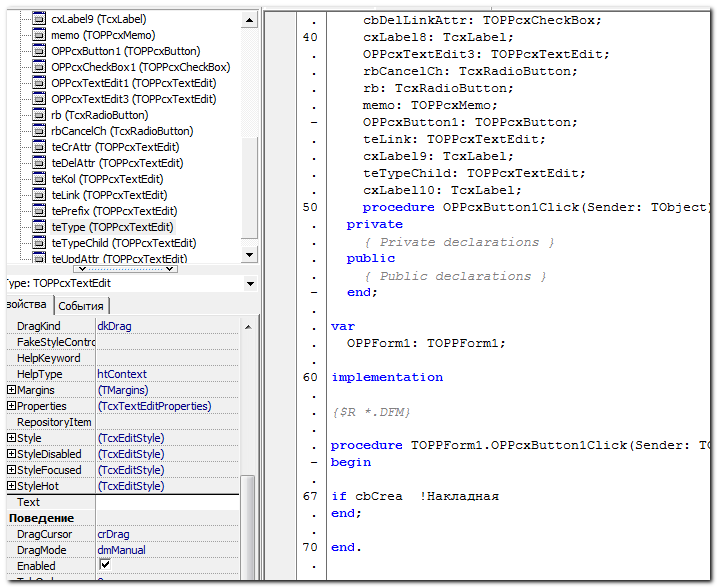 cxLabel9 (TcxLabel)
memo (TOPPcxMemo)
OPPcxButton1 (TOPPcxButton)
OPPcxCheckBox1 (TOPPcxCheckBox)
OPPcxTextEdit1 (TOPPcxTextEdit)
OPPcxTextEdit3 (TOPPcxTextEdit)
rb (TcxRadioButton)
rbCancelCh (TcxRadioButton)
teCrAttr (TOPPcxTextEdit)
teDelAttr (TOPPcxTextEdit)
teKol (TOPPcxTextEdit)
teLink (TOPPcxTextEdit)
tePrefix (TOPPcxTextEdit)
teType (TOPPcxTextEdit)
teTypeChild (TOPPcxTextEdit)
teUpdAttr (TOPPcxTextEdit)
Type: TOPPcxTextEdit
войства События
DragKind dkDrag
FakeStyleContro
HelpKeyword
HelpType htContext
Margins (TMargins)
Properties (TcxTextEditProperties)
RepositoryItem
Style (TcxEditStyle)
StyleDisabled (TcxEditStyle)
StyleFocused (TcxEditStyle)
StyleHot (TcxEditStyle)
Text
Поведение
DragCursor crDrag
DragMode dmManual
Enabled
. cbDelLinkAttr: TOPPcxCheckBox;
40 cxLabel8: TcxLabel;
. OPPcxTextEdit3: TOPPcxTextEdit;
. rbCancelCh: TcxRadioButton;
. rb: TcxRadioButton;
. memo: TOPPcxMemo;
– OPPcxButton1: TOPPcxButton;
. teLink: TOPPcxTextEdit;
. cxLabel9: TcxLabel;
. teTypeChild: TOPPcxTextEdit;
. cxLabel10: TcxLabel;
50 procedure OPPcxButton1Click(Sender: TObject)
. private
. { Private declarations }
. public
. { Public declarations }
– end;
.
. var
. OPPForm1: TOPPForm1;
.
60 implementation
.
. {$R *.DFM}
.
. procedure TOPPForm1.OPPcxButton1Click(Sender: TO
– begin
.
67 if cbCrea !Накладная
. end;
.
70 end.
.